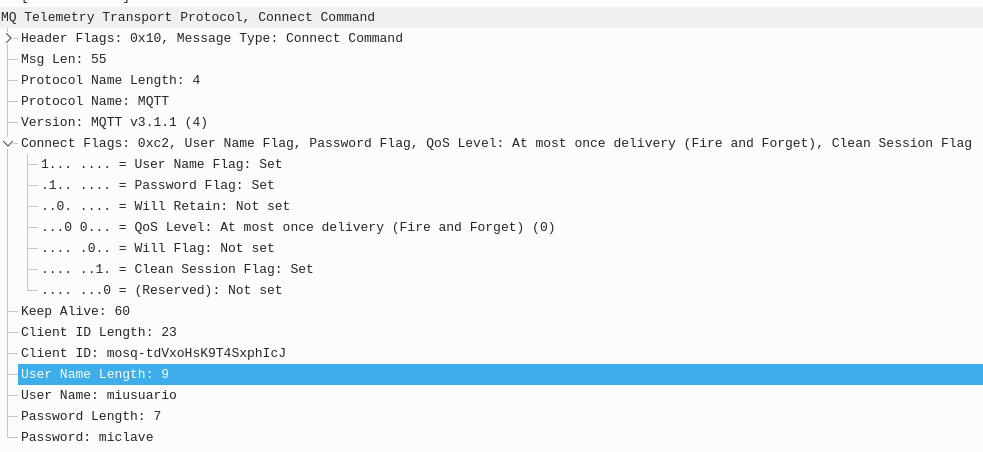 MQ Telemetry Transport Protocol, Connect Command
Header Flags: 0x10, Message Type: Connect Command
Msg Len: 55
Protocol Name Length: 4
Protocol Name: MQTT
Version: MQTT v3.1.1 (4)
Connect Flags: 0xc2, User Name Flag, Password Flag, QoS Level: At most once delivery (Fire and Forget), Clean Session Flag
1... .... = User Name Flag: Set
.1.. .... = Password Flag: Set
..0. .... = Will Retain: Not set
...0 0... = QoS Level: At most once delivery (Fire and Forget) (0)
.... .0.. = Will Flag: Not set
.... ..1. = Clean Session Flag: Set
.... ...0 = (Reserved): Not set
Keep Alive: 60
Client ID Length: 23
Client ID: mosq-tdVxoHsK9T4SxphIcJ
User Name Length: 9
User Name: miusuario
Password Length: 7
Password: miclave